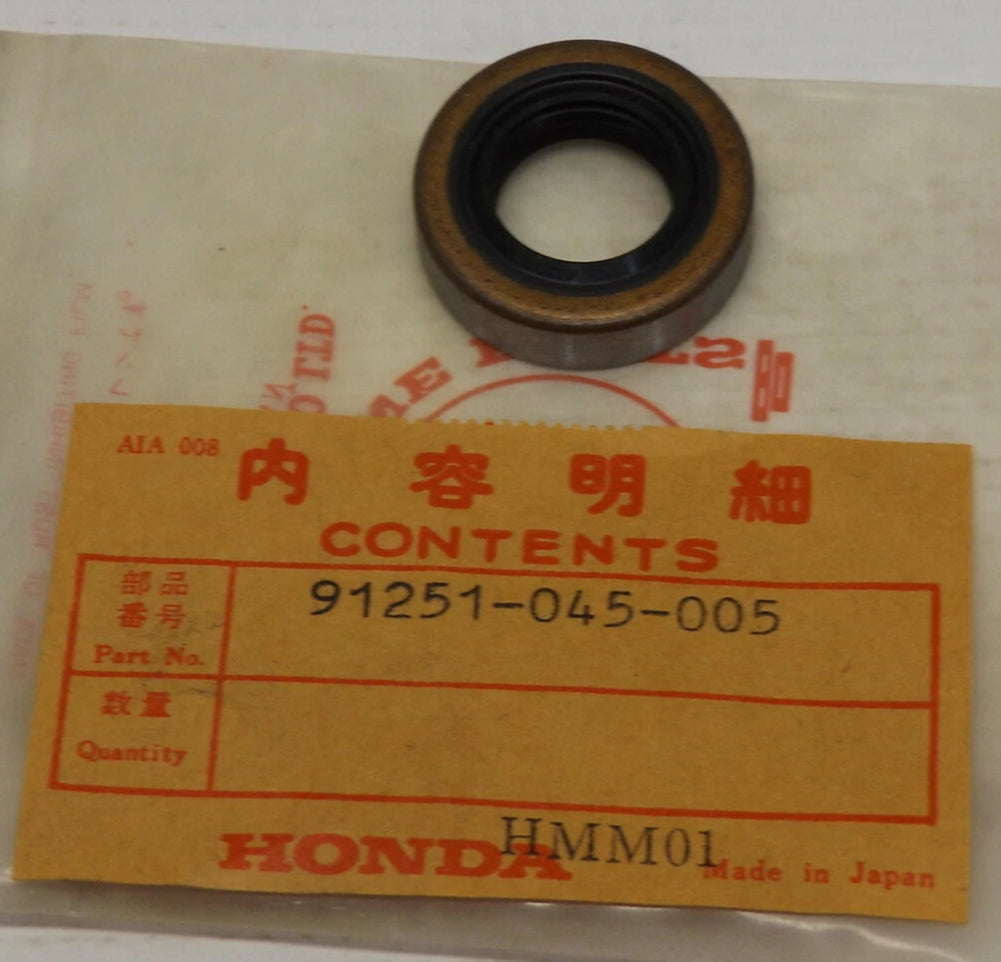 AIA 008
内容明細
CONTENTS
部品
番号
Part No.
91251-045-005
数量
Quantity
HONDA
HMM01
Made in Japan